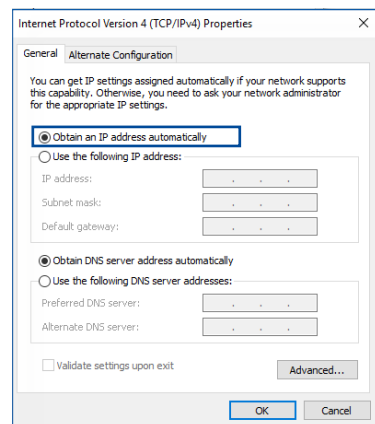 Internet Protocol Version 4 (TCP/IPv4) Properties
General Alternate Configuration
You can get IP settings assigned automatically if your network supports
this capability. Otherwise, you need to ask your network administrator
for the appropriate IP settings.
Obtain an IP address automatically
Use the following IP address:
IP address:
Subnet mask:
Default gateway:
Obtain DNS server address automatically
Use the following DNS server addresses:
Preferred DNS server:
Alternate DNS server:
Validate settings upon exit
Advanced...
OK Cancel